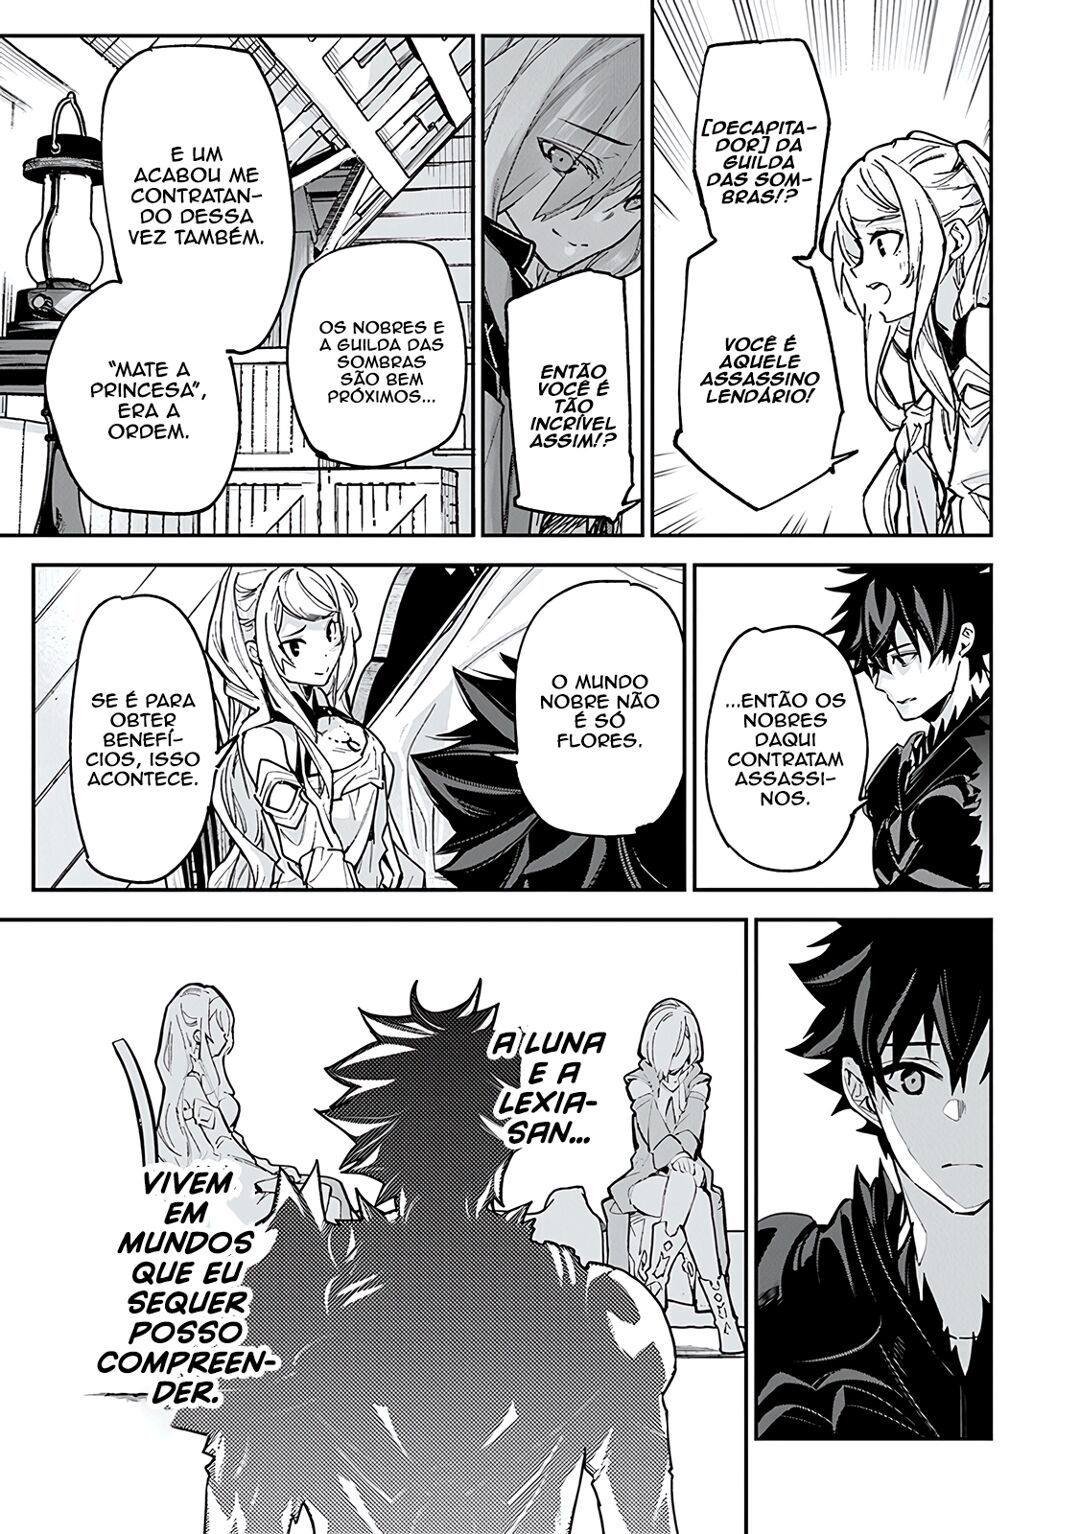 [DECAPITA-
DOR] DA
GUILDA
DAS SOM-
BRAS!?
VOCÊ É
AQUELE
ASSASSINO
LENDÁRIO!
ENTÃO
VOCÊ É
TÃO
INCRÍVEL
ASSIM!?
OS NOBRES E
A GUILDA DAS
SOMBRAS
SÃO BEM
PRÓXIMOS...
E UM
ACABOU ME
CONTRATAN-
DO DESSA
VEZ TAMBÉM.
“MATE A
PRINCESA”,
ERA A
ORDEM.
...ENTÃO OS
NOBRES
DAQUI
CONTRATAM
ASSASSI-
NOS.
O MUNDO
NOBRE NÃO
É SÓ
FLORES.
SE É PARA
OBTER
BENEFÍ-
CIOS, ISSO
ACONTECE.
A LUNA
E A
LEXIA-
SAN...
VIVEM
EM
MUNDOS
QUE EU
SEQUER
POSSO
COMPREEN-
DER.